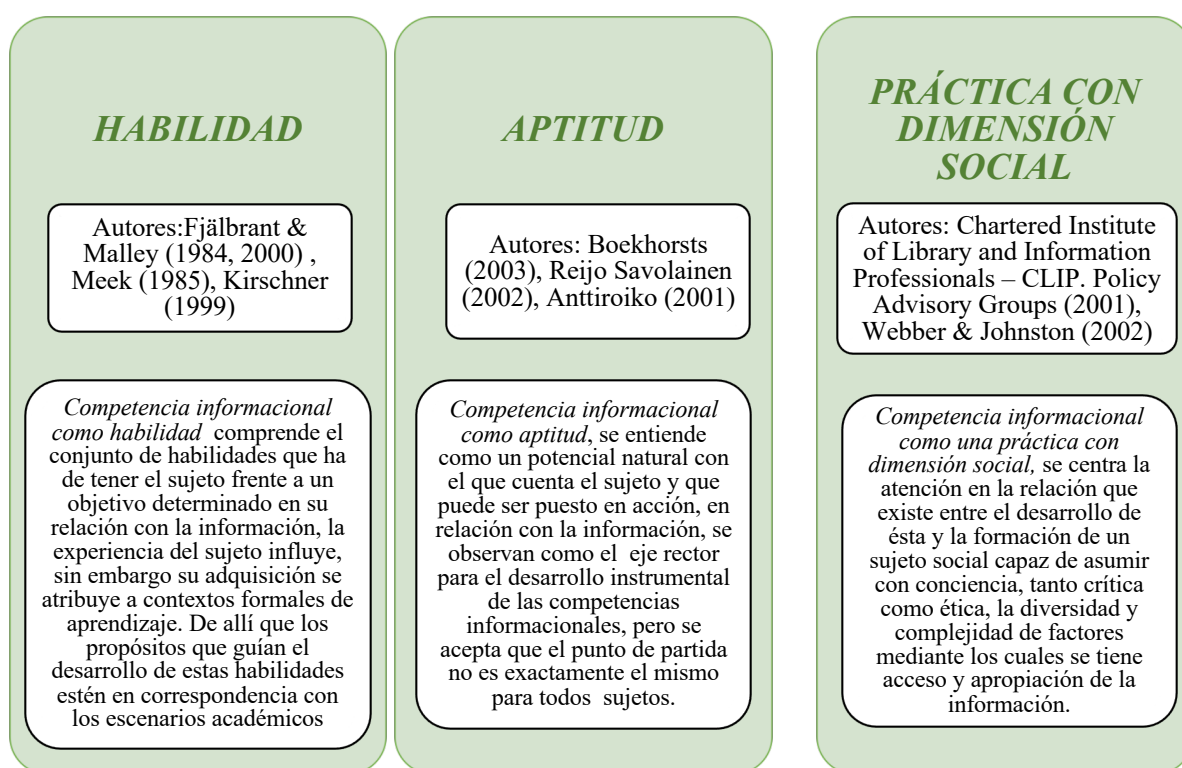 HABILIDAD
Autores:Fjälbrant &
Malley (1984, 2000) ,
Meek (1985), Kirschner
(1999)
Competencia informacional
como habilidad comprende el
conjunto de habilidades que ha
de tener el sujeto frente a un
objetivo determinado en su
relación con la información, la
experiencia del sujeto influye,
sin embargo su adquisición se
atribuye a contextos formales de
aprendizaje. De allí que los
propósitos que guían el
desarrollo de estas habilidades
estén en correspondencia con
los escenarios académicos
APTITUD
Autores: Boekhorsts
(2003), Reijo Savolainen
(2002), Anttiroiko (2001)
Competencia informacional
como aptitud, se entiende
como un potencial natural con
el que cuenta el sujeto y que
puede ser puesto en acción, en
relación con la información, se
observan como el eje rector
para el desarrollo instrumental
de las competencias
informacionales, pero se
acepta que el punto de partida
no es exactamente el mismo
para todos sujetos.
PRÁCTICA CON
DIMENSIÓN
SOCIAL
Autores: Chartered Institute
of Library and Information
Professionals – CLIP. Policy
Advisory Groups (2001),
Webber & Johnston (2002)
Competencia informacional
como una práctica con
dimensión social, se centra la
atención en la relación que
existe entre el desarrollo de
ésta y la formación de un
sujeto social capaz de asumir
con conciencia, tanto crítica
como ética, la diversidad y
complejidad de factores
mediante los cuales se tiene
acceso y apropiación de la
información.